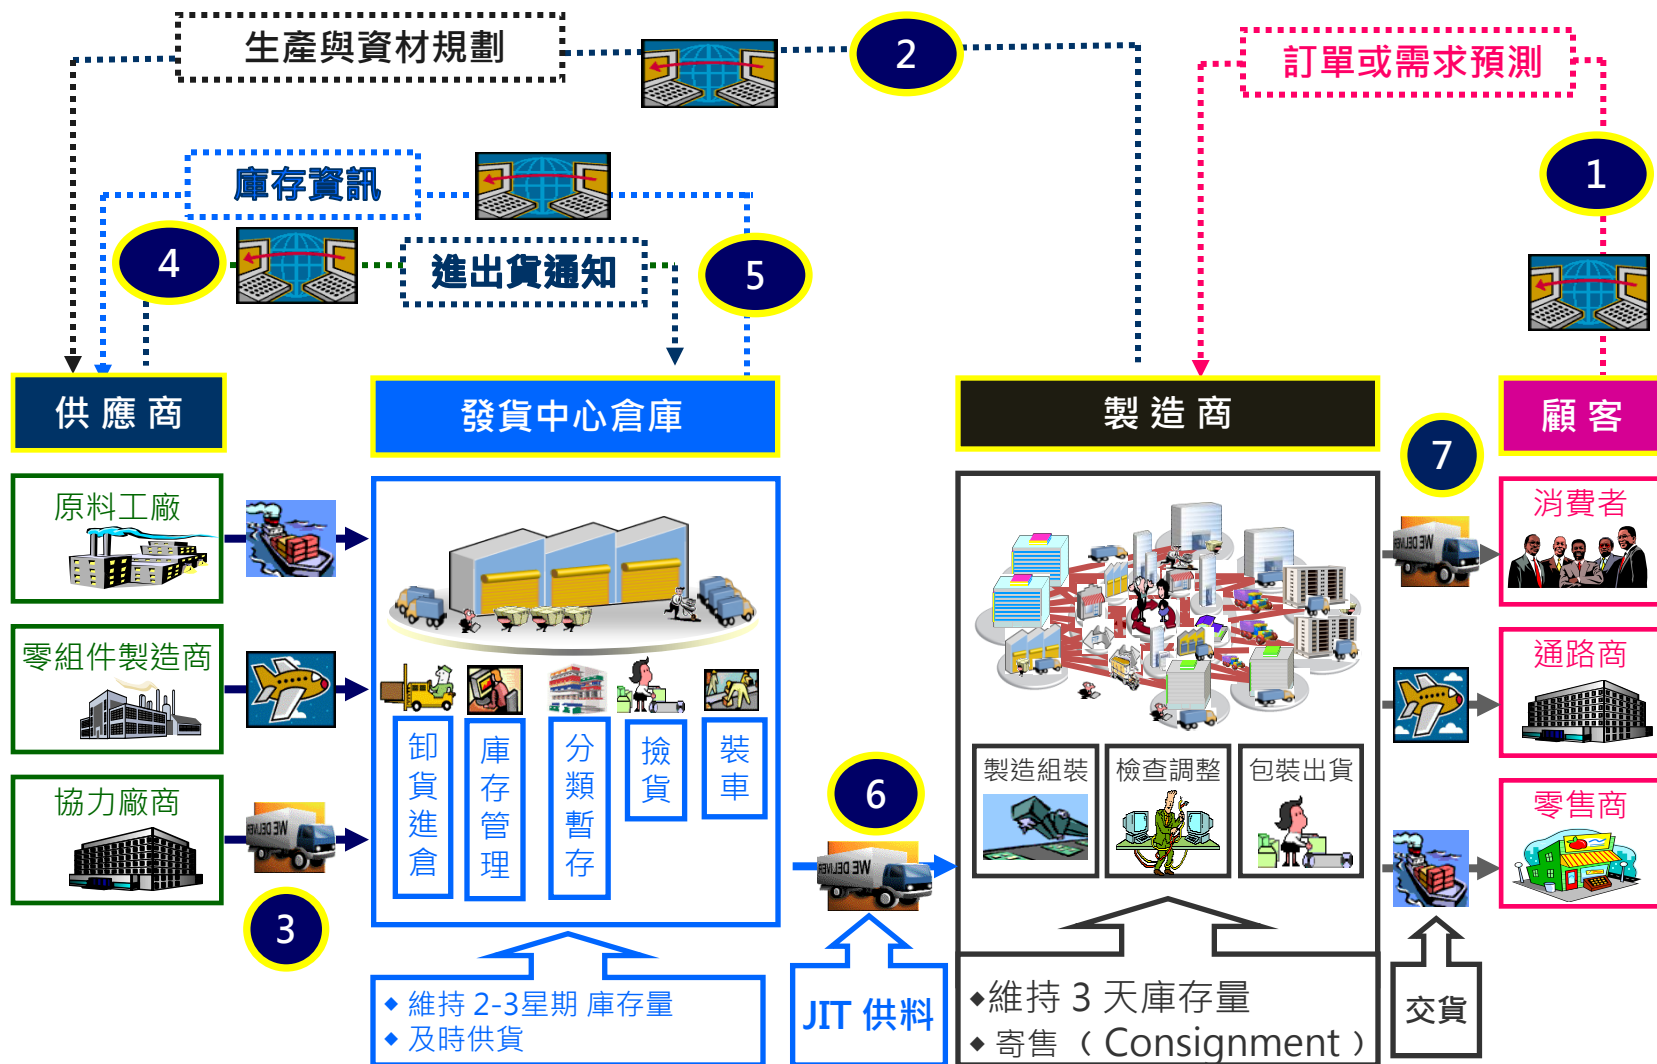 生產與資材規劃
2
訂單或需求預測
1
庫存資訊
4
進出貨通知
5
供應商
發貨中心倉庫
製造商
顧客
7
原料工廠
零組件製造商
協力廠商
3
WE DELIVER
卸貨進倉
庫存管理
分類暫存
撿貨
裝車
6
WE DELIVER
製造組裝
檢查調整
包裝出貨
WE DELIVER
消費者
通路商
零售商
◆ 維持 2-3星期 庫存量
◆ 及時供貨
JIT 供料
◆維持 3 天庫存量
◆ 寄售（Consignment）
交貨